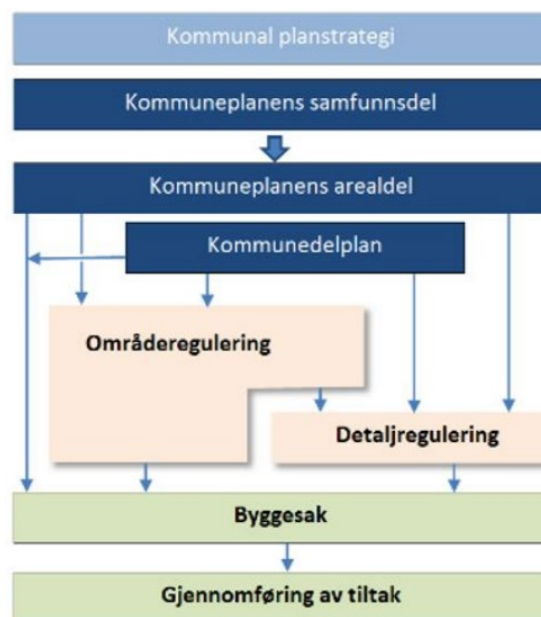 Kommunal planstrategi
Kommuneplanens samfunnsdel
Kommuneplanens arealdel
Kommunedelplan
Områderegulering
Detaljregulering
Byggesak
Gjennomføring av tiltak